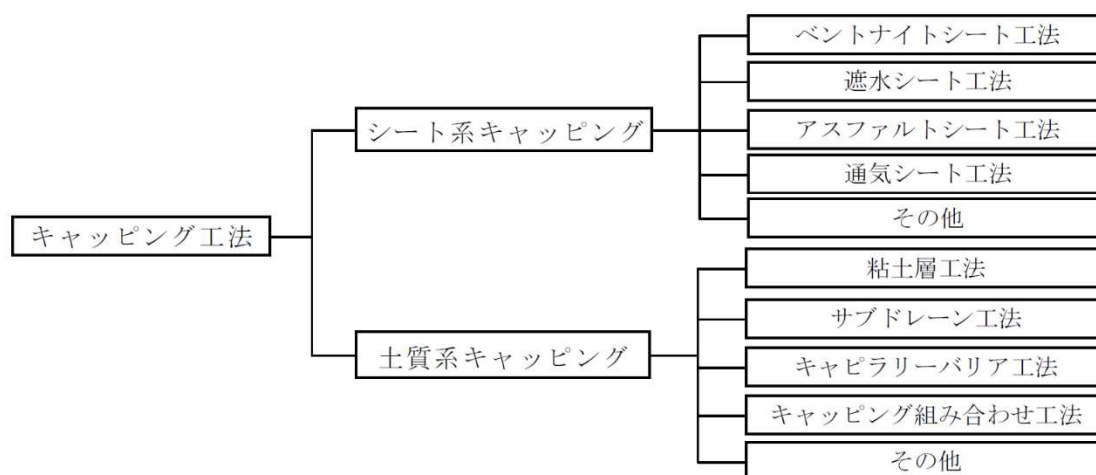 キャッピング工法
シート系キャッピング
ベントナイトシート工法
遮水シート工法
アスファルトシート工法
通気シート工法
その他
土質系キャッピング
粘土層工法
サブドレーン工法
キャピラリーバリア工法
キャッピング組み合わせ工法
その他